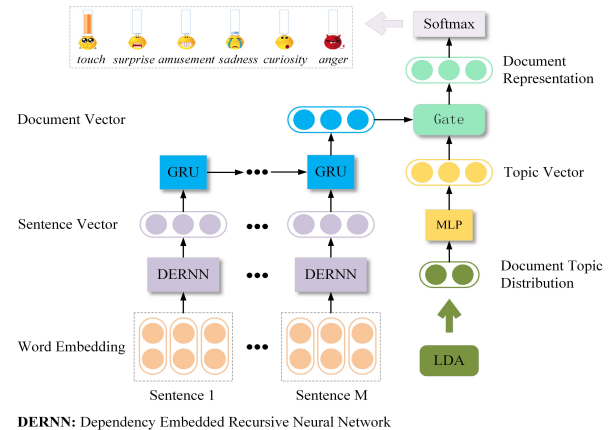 Softmax
touch surprise amusement sadness curiosity anger
Document
Representation
Document Vector
Gate
GRU
GRU
Topic Vector
Sentence Vector
MLP
DERNN
DERNN
Document Topic
Distribution
Word Embedding
LDA
Sentence 1
Sentence M
DERNN: Dependency Embedded Recursive Neural Network